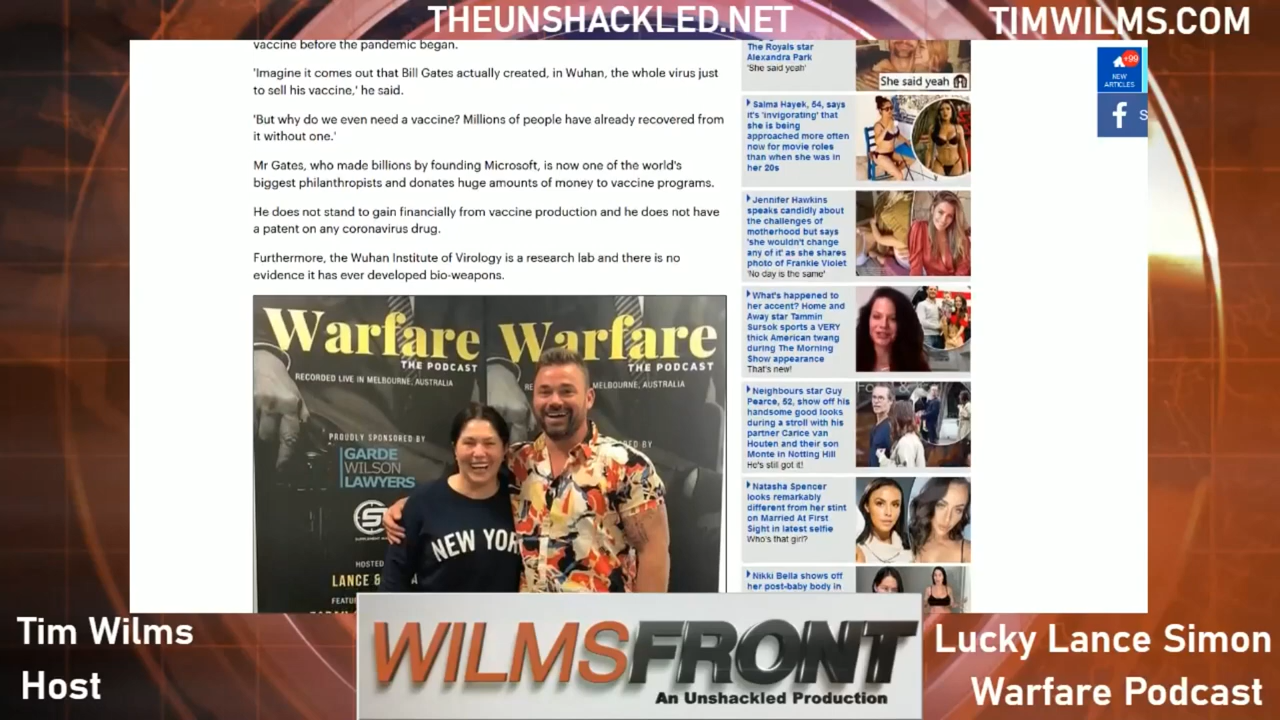 THEUNSHACKLED.NET
TIMWILMS.COM
vaccine before the pandemic began.
'Imagine it comes out that Bill Gates actually created, in Wuhan, the whole virus just
to sell his vaccine,' he said.
'But why do we even need a vaccine? Millions of people have already recovered from
it without one.'
Mr Gates, who made billions by founding Microsoft, is now one of the world's
biggest philanthropists and donates huge amounts of money to vaccine programs.
He does not stand to gain financially from vaccine production and he does not have
a patent on any coronavirus drug.
Furthermore, the Wuhan Institute of Virology is a research lab and there is no
evidence it has ever developed bio-weapons.
Warfare
THE PODCAST
RECORDED LIVE IN MELBOURNE, AUSTRALIA
PROUDLY SPONSORED BY
GARDE
WILSON
LAWYERS
HOSTED
LANCE &
Warfare
THE PODCAST
MELBOURNE, AUSTRALIA
NEW YOR
The Royals star
Alexandra Park
'She said yeah'
She said yeah
Salma Hayek, 54, says
it's 'invigorating' that
she is being
approached more often
now for movie roles
than when she was in
her 20s
Jennifer Hawkins
speaks candidly about
the challenges of
motherhood but says
'she wouldn't change
any of it' as she shares
photo of Frankie Violet
'No day is the same'
What's happened to
her accent? Home and
Away star Tammin
Sursok sports a VERY
thick American twang
during The Morning
Show appearance
That's new!
Neighbours star Guy
Pearce, 52, show off his
handsome good looks
during a stroll with his
partner Carice van
Houten and their son
Monte in Notting Hill
He's still got it!
Natasha Spencer
looks remarkably
different from her stint
on Married At First
Sight in latest selfie
Who's that girl?
Nikki Bella shows off
her post-baby body in
+99
NEW
ARTICLES
f S
Tim Wilms
Host
WILMSFRONT
An Unshackled Production
Lucky Lance Simon
Warfare Podcast